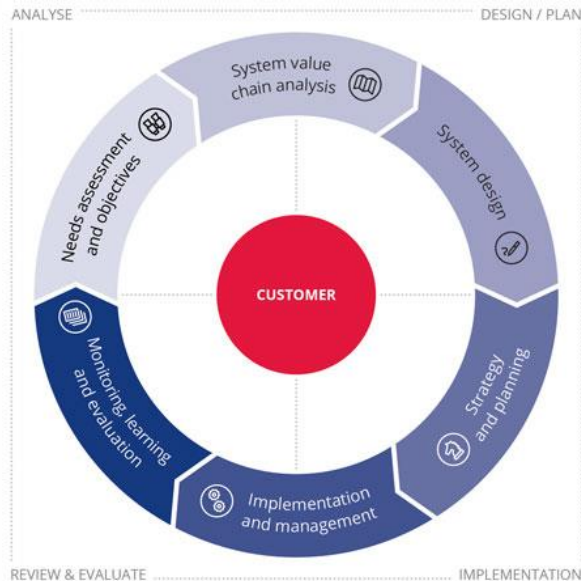 ANALYSE
DESIGN / PLAN
System value
chain analysis
System design
Strategy
and planning
Implementation
and management
Monitoring, learning
and evaluation
Needs assessment
and objectives
CUSTOMER
REVIEW & EVALUATE
IMPLEMENTATION